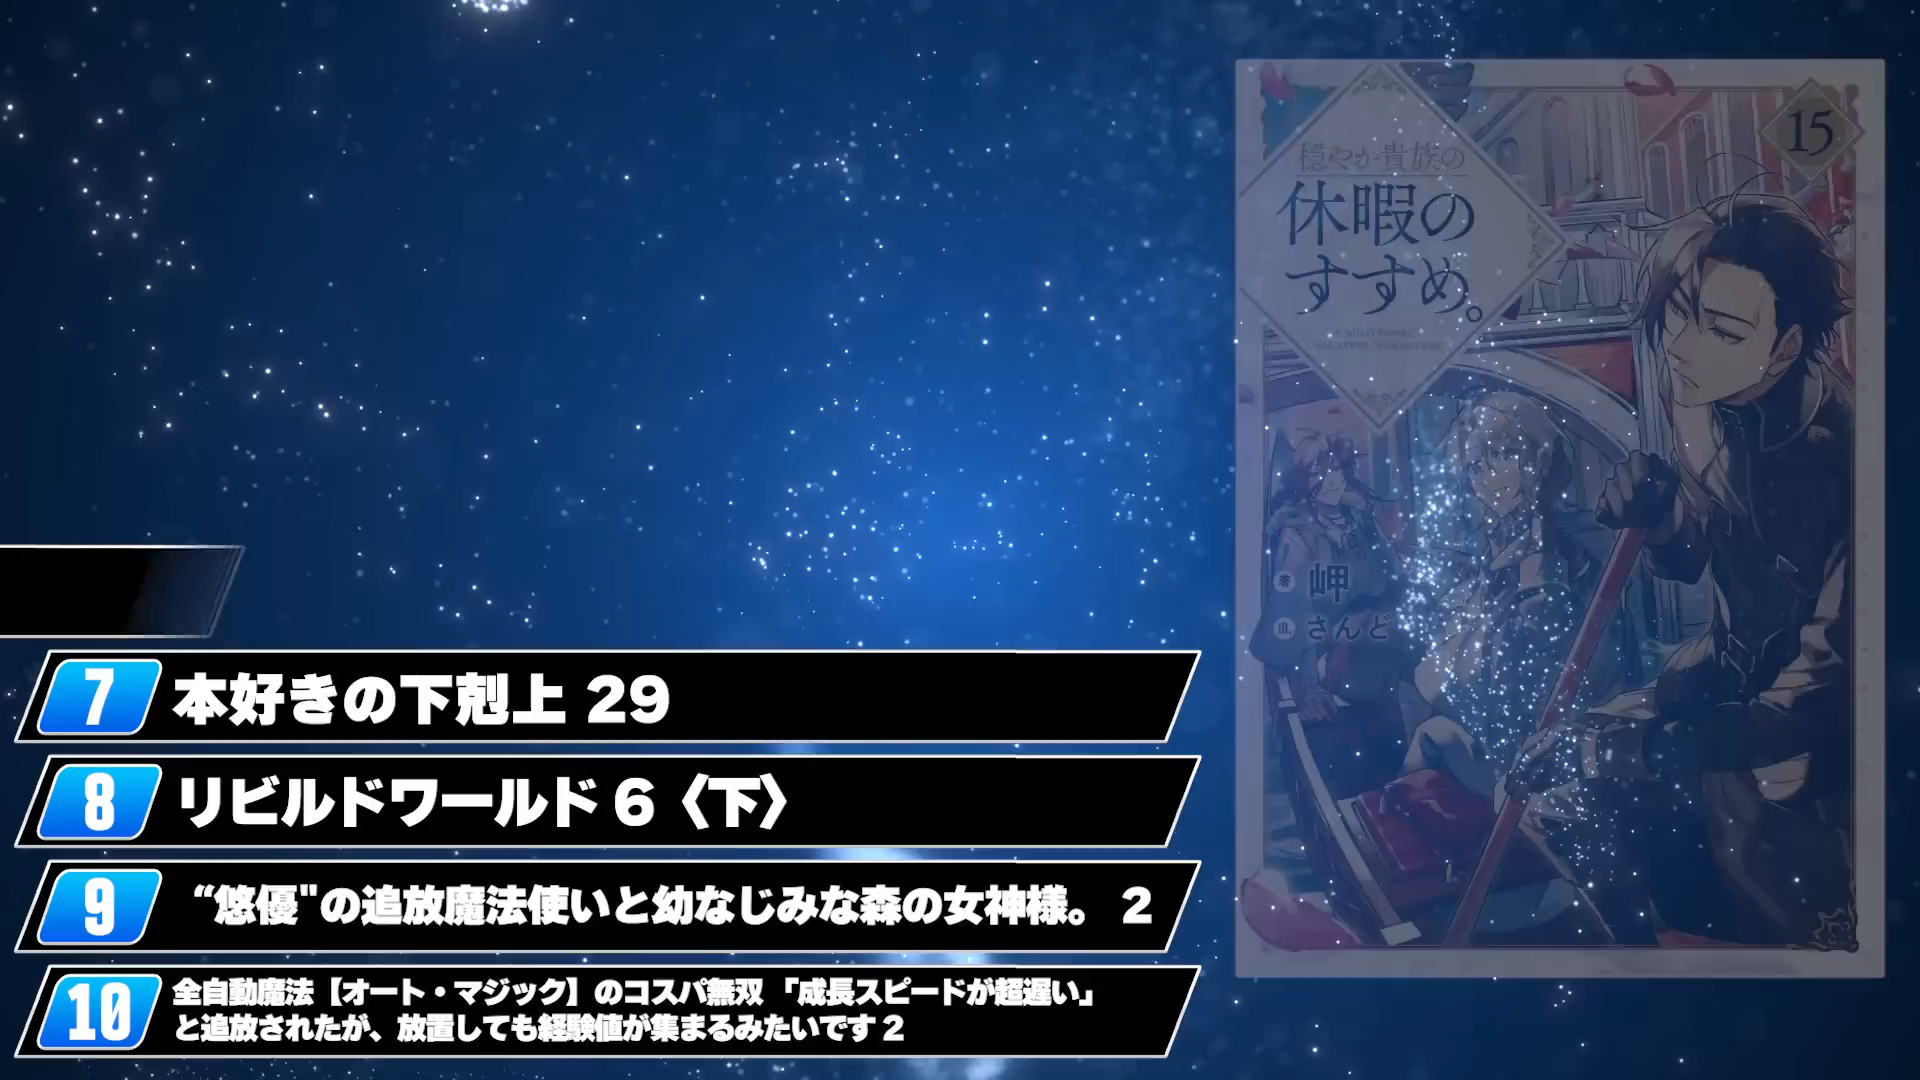 7 本好きの下剋上 29
8 リビルドワールド 6〈下〉
9 “悠優"の追放魔法使いと幼なじみな森の女神様。 2
10 全自動魔法【オート・マジック】のコスパ無双 「成長スピードが超遅い」
と追放されたが、放置しても経験値が集まるみたいです 2
15
穏やか貴族の
休暇の
すすめ。
著 岬
ill. さんど